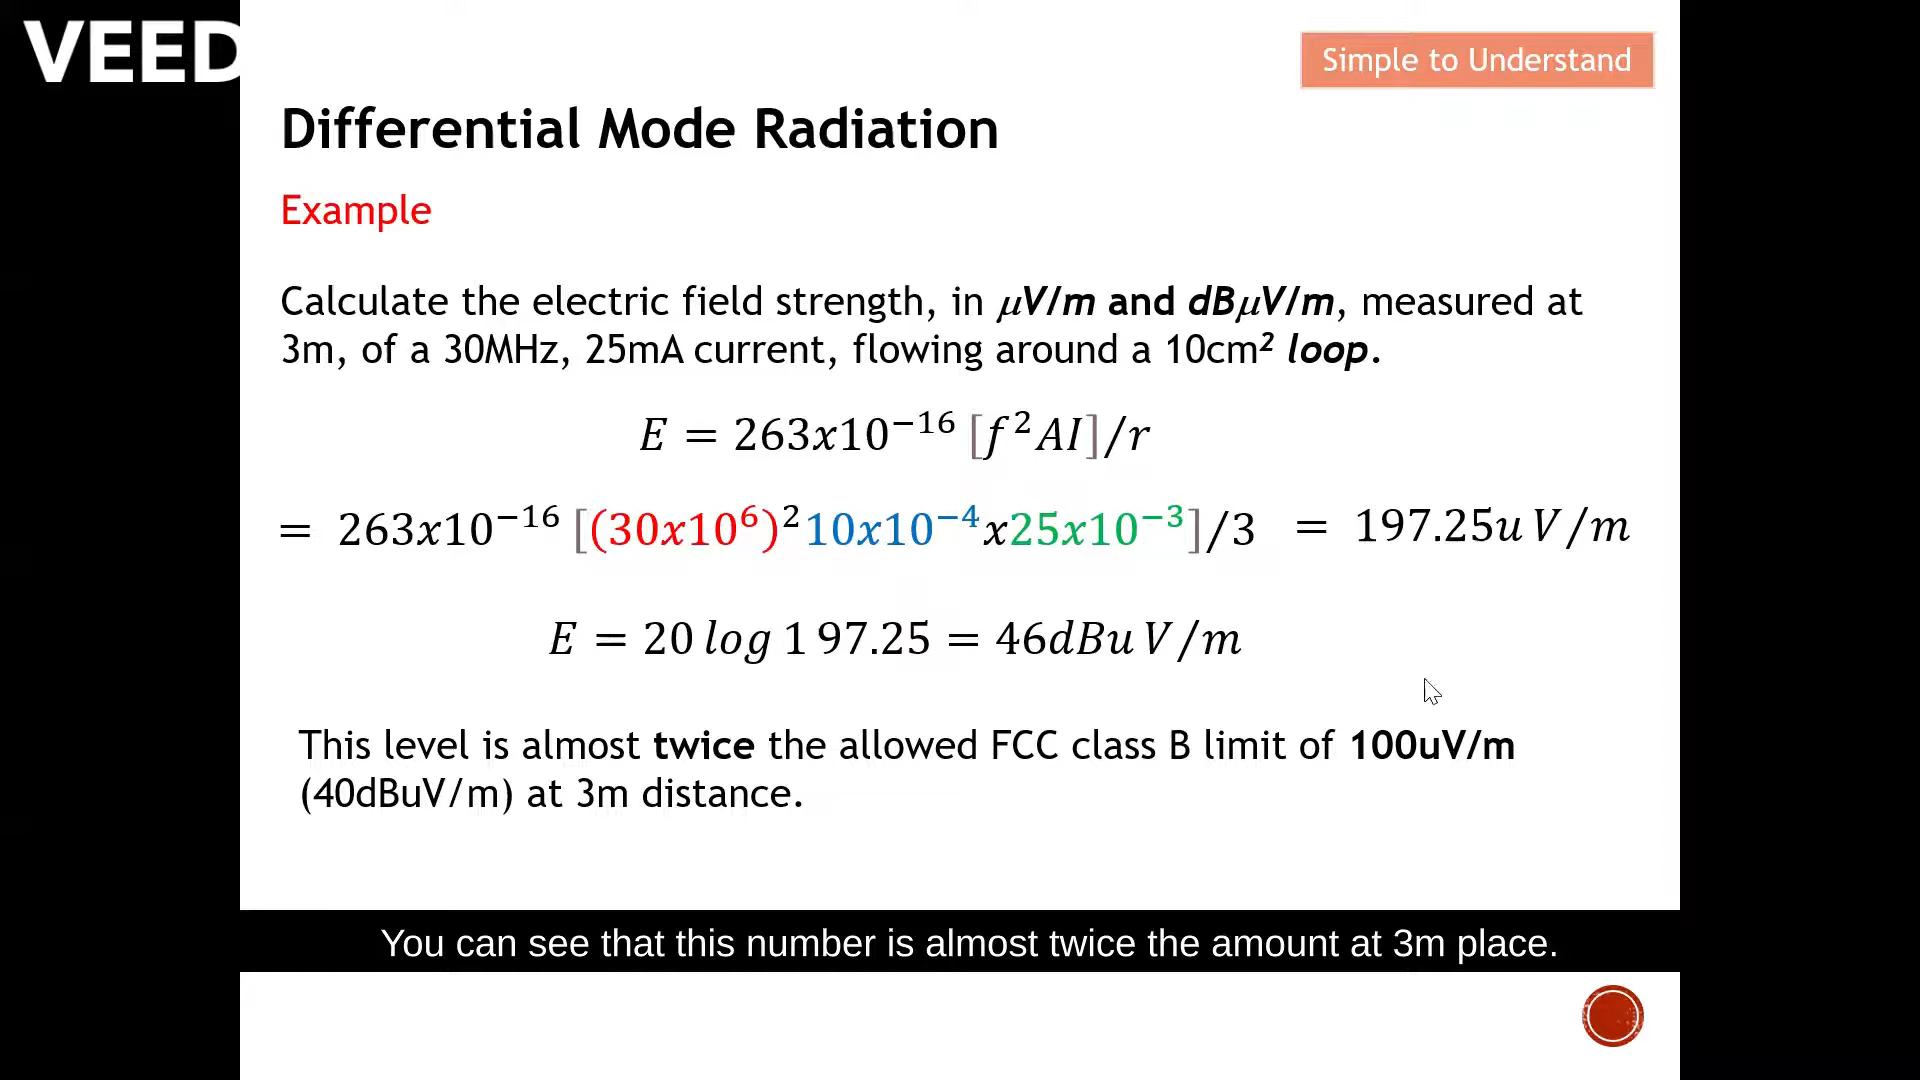 VEED
Simple to Understand
Differential Mode Radiation
Example
Calculate the electric field strength, in μV/m and dBμV/m, measured at
3m, of a 30MHz, 25mA current, flowing around a 10cm² loop.
E = 263x10⁻¹⁶ [f²AI]/r
= 263x10⁻¹⁶ [(30x10⁶)²10x10⁻⁴x25x10⁻³]/3 = 197.25u V/m
E = 20 log 1 97.25 = 46dBu V/m
This level is almost twice the allowed FCC class B limit of 100uV/m
(40dBuV/m) at 3m distance.
You can see that this number is almost twice the amount at 3m place.